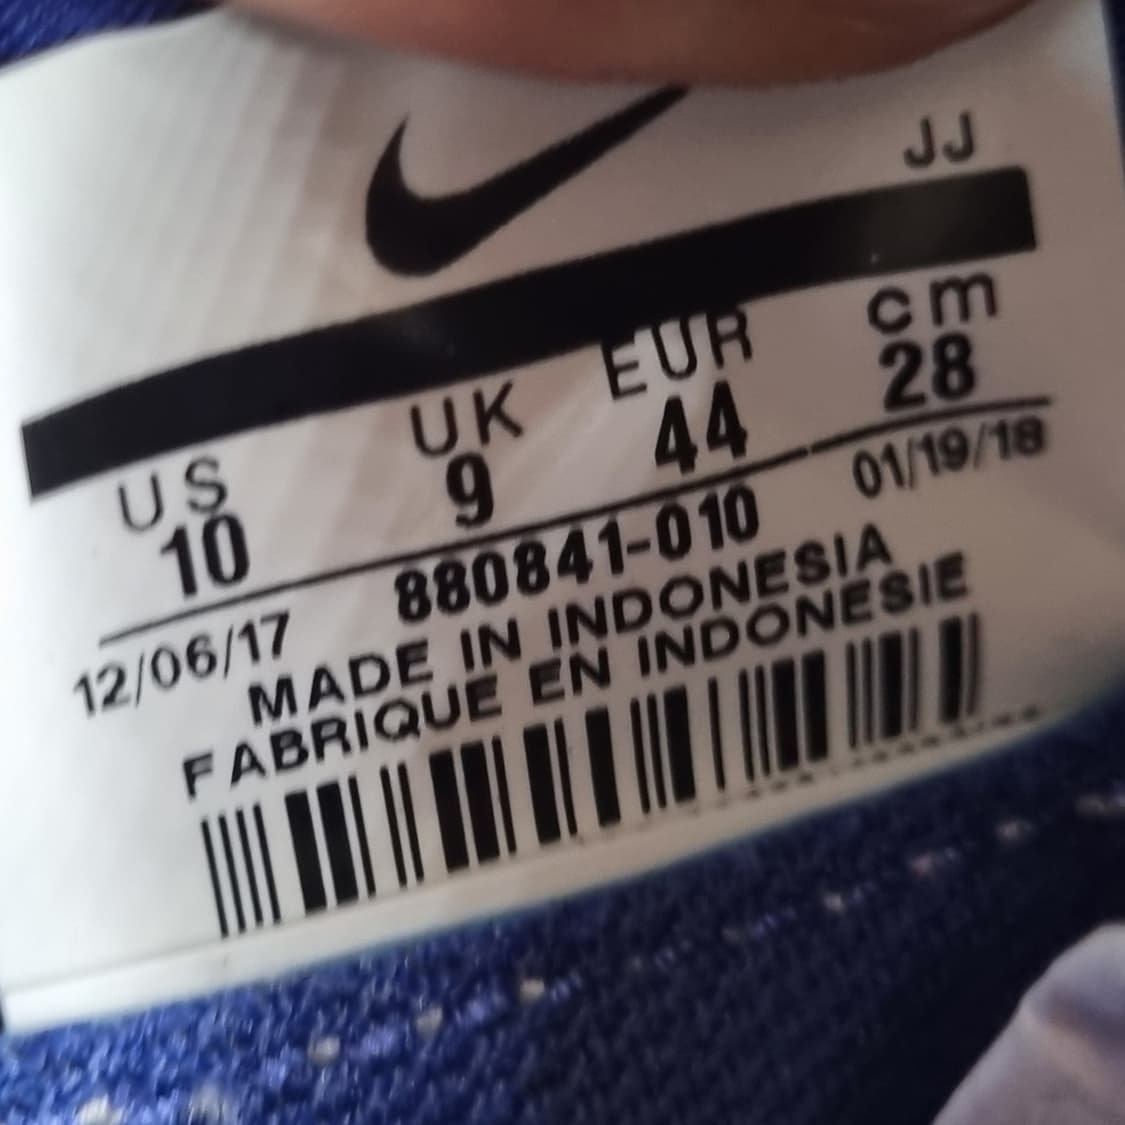 JJ
US UK EUR cm
10 9 44 28
12/06/17 880841-010 01/19/18
MADE IN INDONESIA
FABRIQUE EN INDONESIE